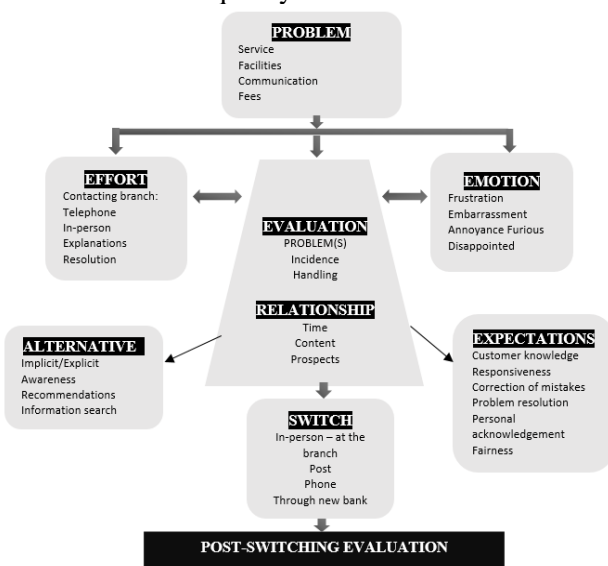 PROBLEM
Service
Facilities
Communication
Fees
EFFORT
Contacting branch:
Telephone
In-person
Explanations
Resolution
EVALUATION
PROBLEM(S)
Incidence
Handling
RELATIONSHIP
Time
Content
Prospects
EMOTION
Frustration
Embarrassment
Annoyance Furious
Disappointed
ALTERNATIVE
Implicit/Explicit
Awareness
Recommendations
Information search
EXPECTATIONS
Customer knowledge
Responsiveness
Correction of mistakes
Problem resolution
Personal
acknowledgement
Fairness
SWITCH
In-person – at the
branch
Post
Phone
Through new bank
POST-SWITCHING EVALUATION